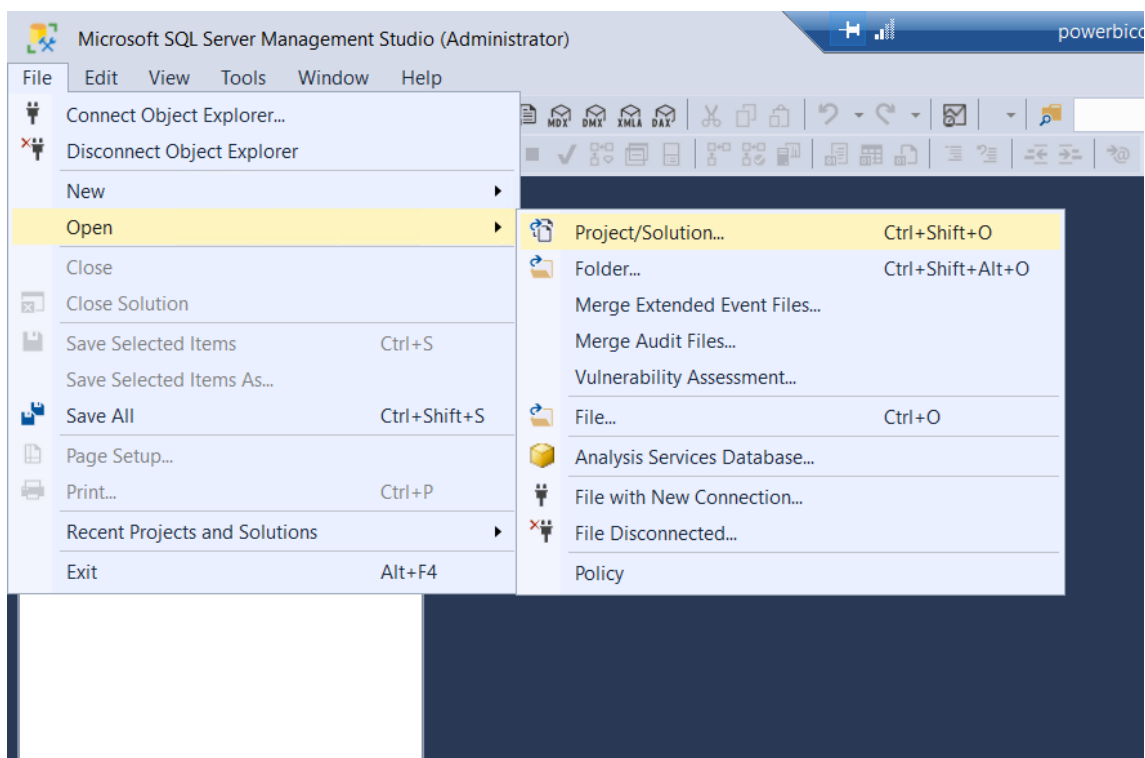 Microsoft SQL Server Management Studio (Administrator)
powerbico
File Edit View Tools Window Help
Connect Object Explorer...
MDX DMX XMLA DAX
Disconnect Object Explorer
New
Open
Project/Solution... Ctrl+Shift+O
Close
Folder... Ctrl+Shift+Alt+O
Close Solution
Merge Extended Event Files...
Save Selected Items Ctrl+S
Merge Audit Files...
Save Selected Items As...
Vulnerability Assessment...
Save All Ctrl+Shift+S
File... Ctrl+O
Page Setup...
Analysis Services Database...
Print... Ctrl+P
File with New Connection...
Recent Projects and Solutions
File Disconnected...
Exit Alt+F4
Policy